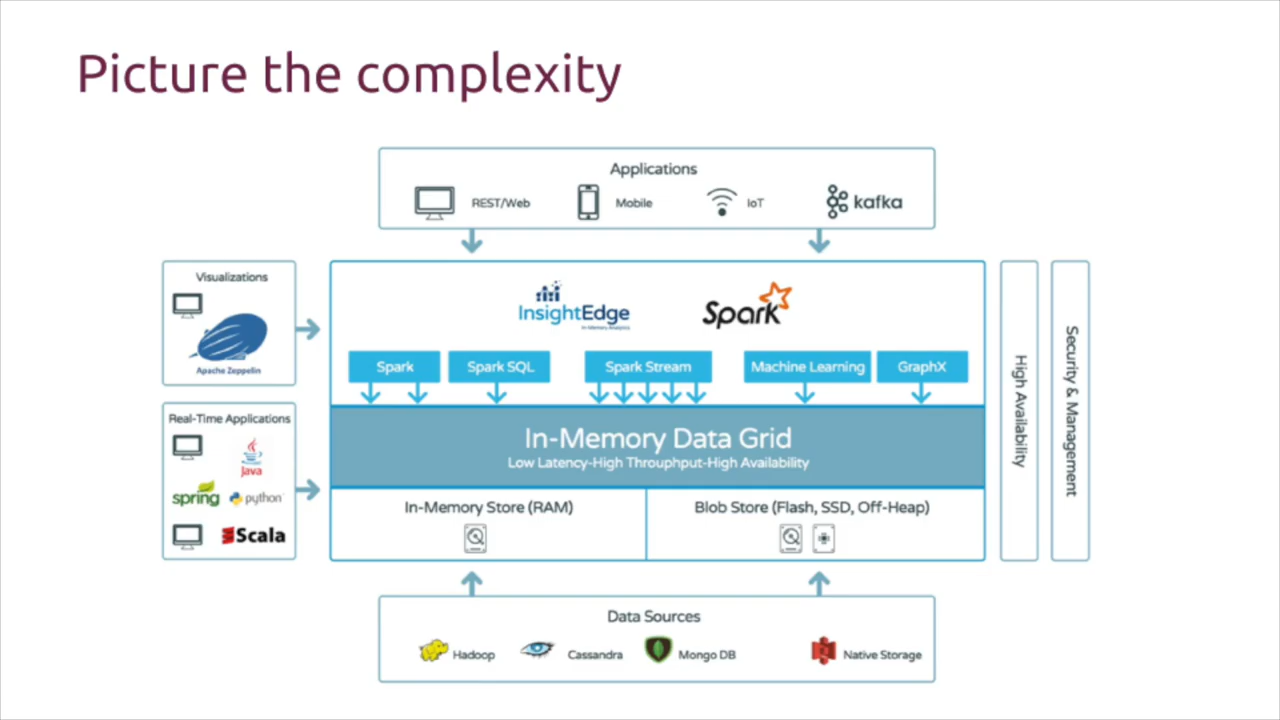 Picture the complexity
Applications
REST/Web
Mobile
IoT
kafka
Visualizations
Apache Zeppelin
InsightEdge
In-Memory Analytics
Spark
Spark
Spark SQL
Spark Stream
Machine Learning
GraphX
Real-Time Applications
Java
spring
python
Scala
In-Memory Data Grid
Low Latency-High Throughput-High Availability
In-Memory Store (RAM)
Blob Store (Flash, SSD, Off-Heap)
High Availability
Security & Management
Data Sources
Hadoop
Cassandra
Mongo DB
Native Storage